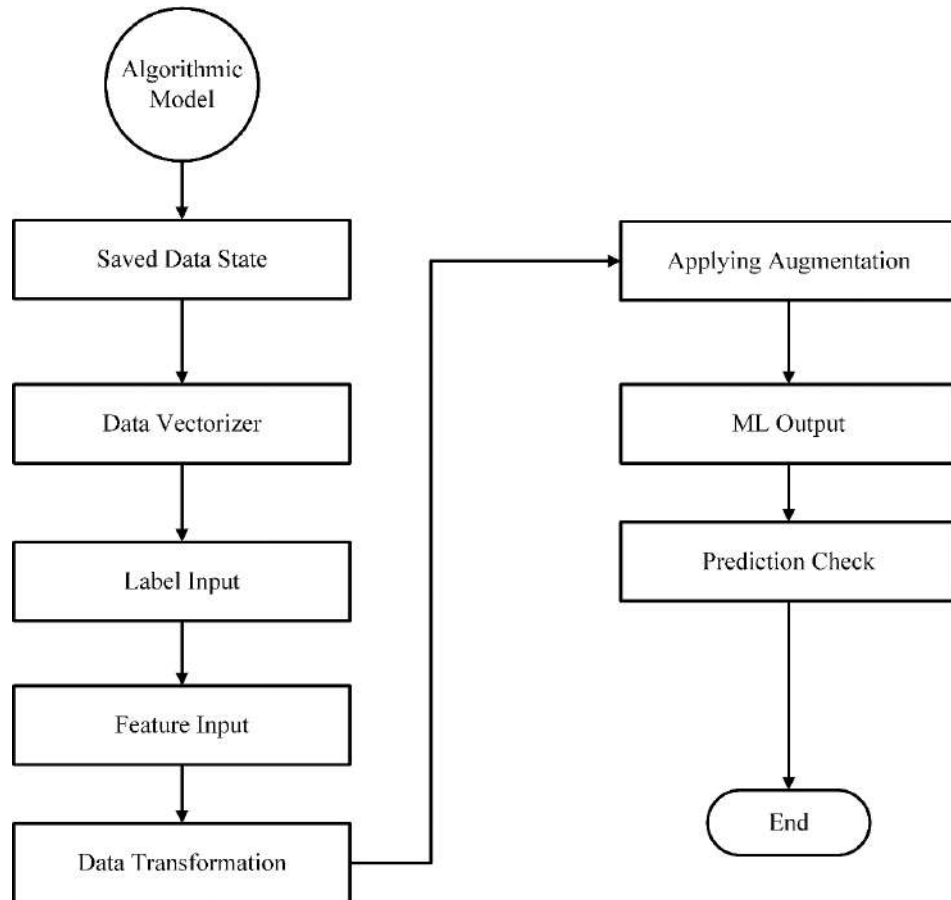 Algorithmic
Model
Saved Data State
Data Vectorizer
Label Input
Feature Input
Data Transformation
Applying Augmentation
ML Output
Prediction Check
End